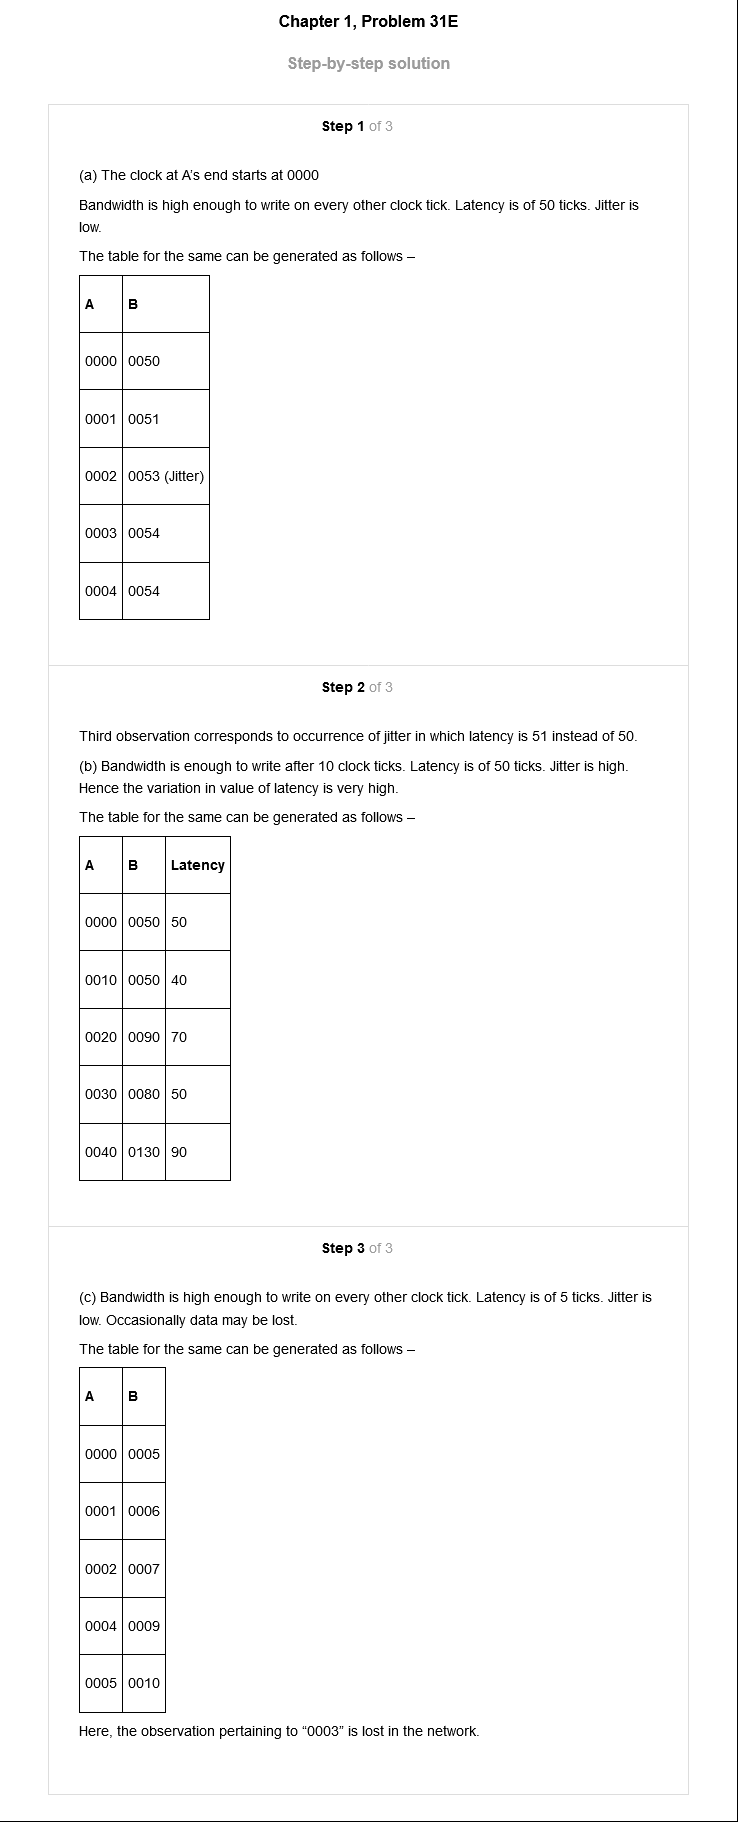 Chapter 1, Problem 31E
Step-by-step solution
Step 1 of 3
(a) The clock at A's end starts at 0000
Bandwidth is high enough to write on every other clock tick. Latency is of 50 ticks. Jitter is
low.
The table for the same can be generated as follows –
A B
0000 0050
0001 0051
0002 0053 (Jitter)
0003 0054
0004 0054
Step 2 of 3
Third observation corresponds to occurrence of jitter in which latency is 51 instead of 50.
(b) Bandwidth is enough to write after 10 clock ticks. Latency is of 50 ticks. Jitter is high.
Hence the variation in value of latency is very high.
The table for the same can be generated as follows –
A B Latency
0000 0050 50
0010 0050 40
0020 0090 70
0030 0080 50
0040 0130 90
Step 3 of 3
(c) Bandwidth is high enough to write on every other clock tick. Latency is of 5 ticks. Jitter is
low. Occasionally data may be lost.
The table for the same can be generated as follows –
A B
0000 0005
0001 0006
0002 0007
0004 0009
0005 0010
Here, the observation pertaining to “0003” is lost in the network.